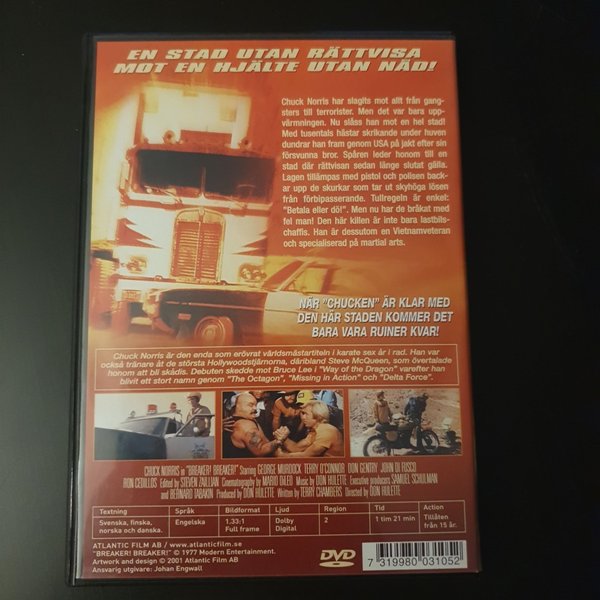 EN STAD UTAN RÄTTVISA
MOT EN HJÄLTE UTAN NÅD!
Chuck Norris har slagits mot allt från gang-
sters till terrorister. Men det var bara upp-
värmningen. Nu slåss han mot en hel stad!
Med tusentals hästar skrikande under huven
dundrar han fram genom USA på jakt efter sin
försvunna bror. Spåren leder honom till en
stad där rättvisan sedan länge slutat gälla.
Lagen tillämpas med pistol och polisen back-
ar upp de skurkar som tar ut skyhöga lösen
från förbipasserande. Tullregeln är enkel:
"Betala eller dö!". Men nu har de bråkat med
fel man! Den här killen är inte bara lastbils-
chaffis. Han är dessutom en Vietnamveteran
och specialiserad på martial arts.
NÄR "CHUCKEN" ÄR KLAR MED
DEN HÄR STADEN KOMMER DET
BARA VARA RUINER KVAR!
Chuck Norris är den enda som erövrat världsmästartiteln i karate sex år i rad. Han var
också tränare åt de största Hollywoodstjärnorna, däribland Steve McQueen, som övertalade
honom att bli skådis. Debuten skedde mot Bruce Lee i "Way of the Dragon" varefter han
blivit ett stort namn genom "The Octagon", "Missing in Action" och "Delta Force".
CHUCK NORRIS in "BREAKER! BREAKER!" Starring GEORGE MURDOCK TERRY O'CONNOR DON GENTRY JOHN DI FUSCO
RON CEDILLOS Edited by STEVEN ZAILLIAN Cinematography by MARIO DILEO Music by DON HULETTE Executive producers SAMUEL SCHULMAN
and BERNARD TABAKIN Produced by DON HULETTE Written by TERRY CHAMBERS Directed by DON HULETTE
Textning Språk Bildformat Ljud Region Tid Action
Svenska, finska, norska och danska. Engelska 1.33:1 Full frame Dolby Digital 2 1 tim 21 min Tillåten från 15 år.
ATLANTIC FILM AB / www.atlanticfilm.se
"BREAKER! BREAKER!" © 1977 Modern Entertainment.
Artwork and design © 2001 Atlantic Film AB
Ansvarig utgivare: Johan Engwall
DVD
VIDEO
7 319980 031052